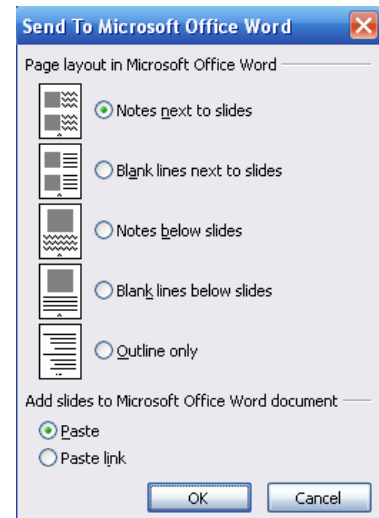 Send To Microsoft Office Word
Page layout in Microsoft Office Word
Notes next to slides
Blank lines next to slides
Notes below slides
Blank lines below slides
Outline only
Add slides to Microsoft Office Word document
Paste
Paste link
OK Cancel